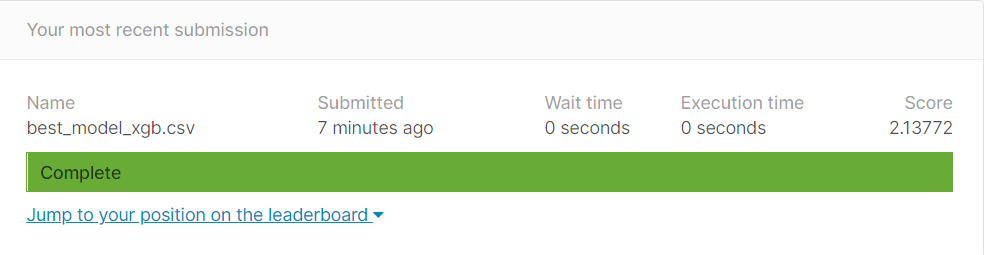 Your most recent submission
Name Submitted Wait time Execution time Score
best_model_xgb.csv 7 minutes ago 0 seconds 0 seconds 2.13772
Complete
Jump to your position on the leaderboard